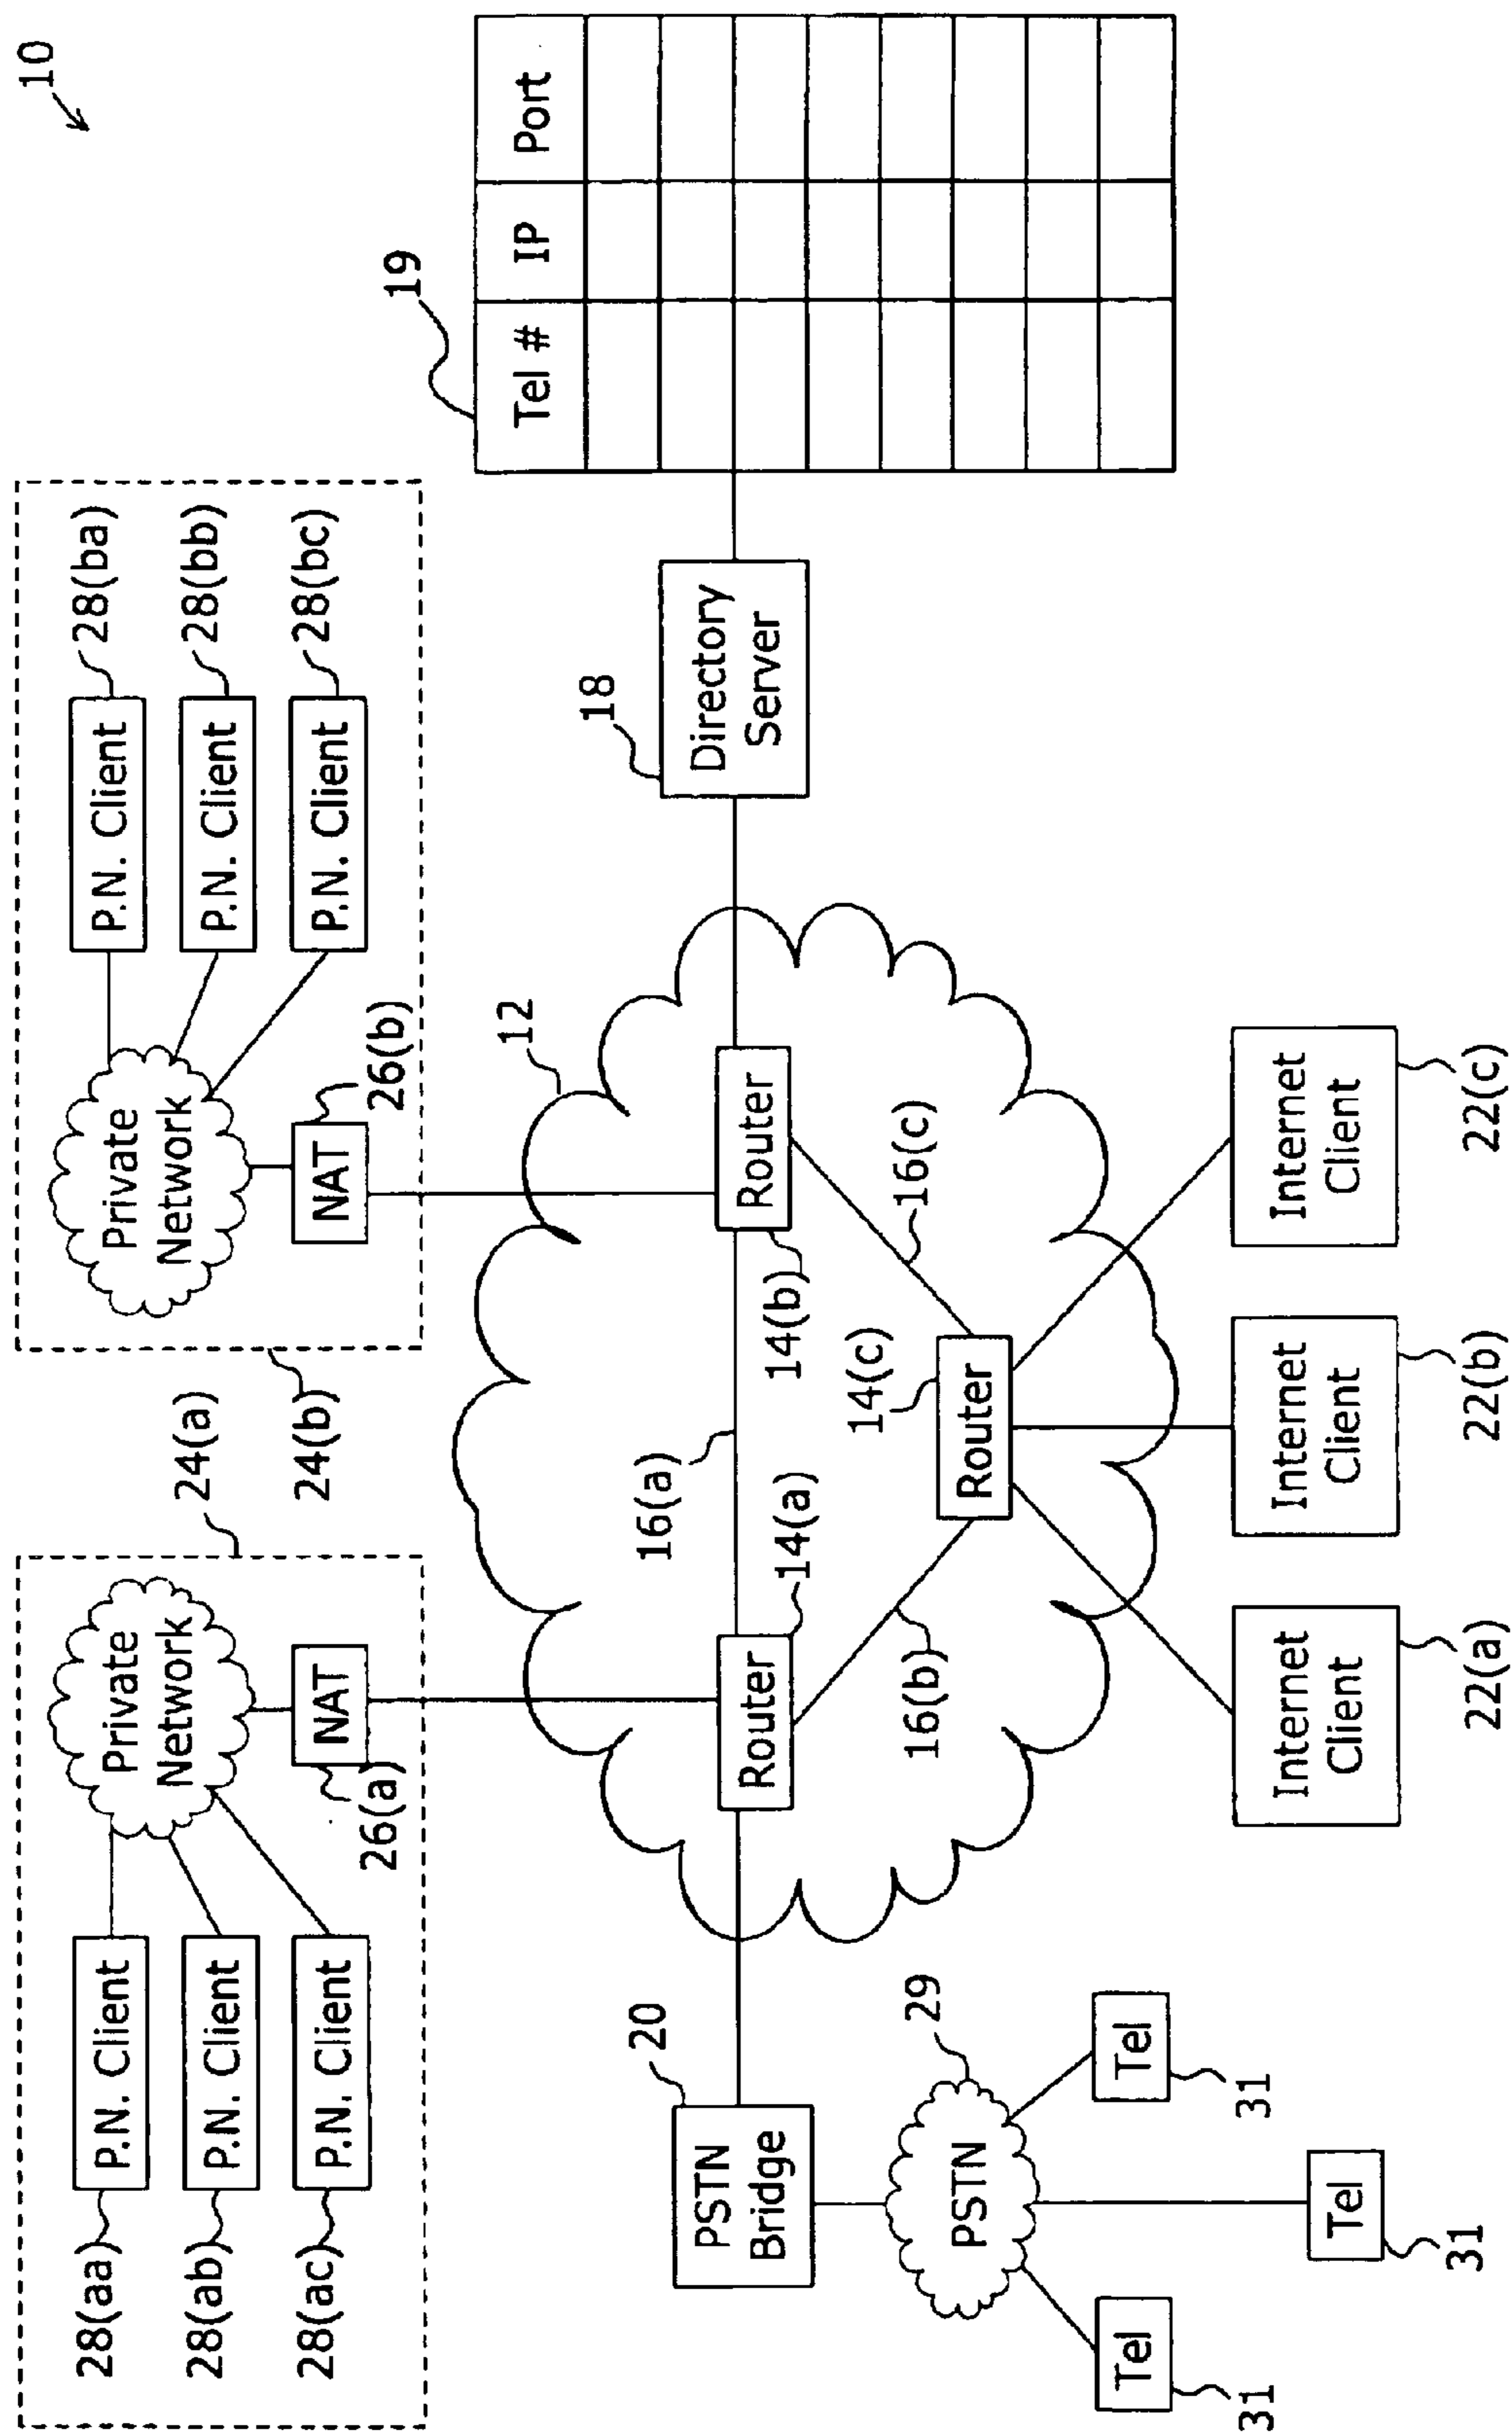 10
24(a)
28(aa)
P.N. Client
28(ab)
P.N. Client
28(ac)
P.N. Client
Private
Network
NAT
26(a)
24(b)
Private
Network
NAT
26(b)
P.N. Client
28(ba)
P.N. Client
28(bb)
P.N. Client
28(bc)
12
20
PSTN
Bridge
Router
14(a)
16(a)
Router
14(b)
16(b)
16(c)
14(c)
Router
18
Directory
Server
19
Tel #
IP
Port
29
PSTN
Tel
31
Tel
31
Tel
31
Internet
Client
22(a)
Internet
Client
22(b)
Internet
Client
22(c)